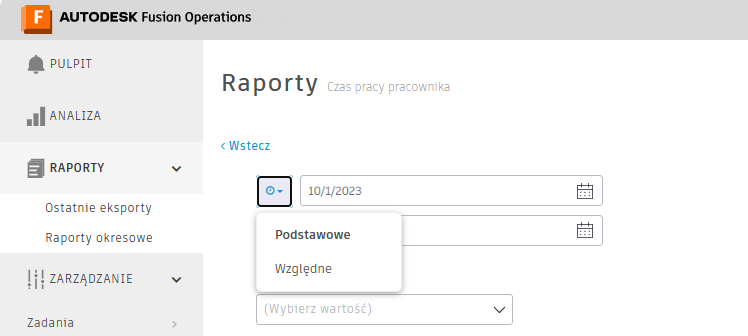 AUTODESK Fusion Operations
PULPIT
ANALIZA
RAPORTY
Ostatnie eksporty
Raporty okresowe
ZARZĄDZANIE
Zadania
Raporty Czas pracy pracownika
Wstecz
10/1/2023
Podstawowe
Względne
(Wybierz wartość)